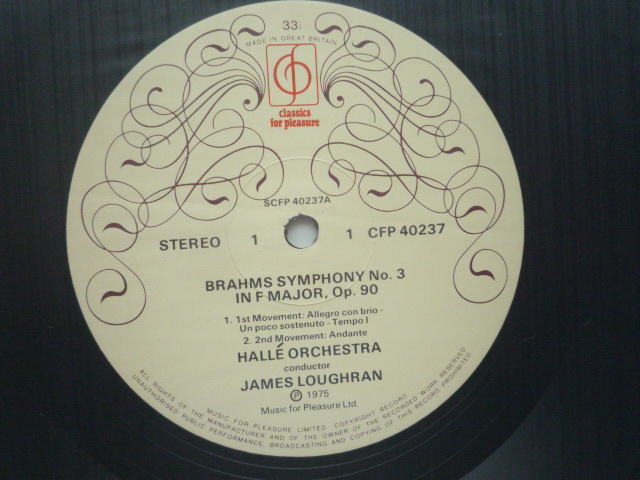 33⅓
MADE IN GREAT BRITAIN
classics
for pleasure
SCFP 40237A
STEREO 1 1 CFP 40237
BRAHMS SYMPHONY No. 3
IN F MAJOR, Op. 90
1. 1st Movement: Allegro con brio -
Un poco sostenuto - Tempo I
2. 2nd Movement: Andante
HALLÉ ORCHESTRA
conductor
JAMES LOUGHRAN
Ⓟ 1975
Music for Pleasure Ltd.
MUSIC FOR PLEASURE LIMITED. COPYRIGHT RECORD.
ALL RIGHTS OF THE MANUFACTURER AND OF THE OWNER OF THE RECORDED WORK RESERVED
UNAUTHORISED PUBLIC PERFORMANCE, BROADCASTING AND COPYING OF THIS RECORD PROHIBITED